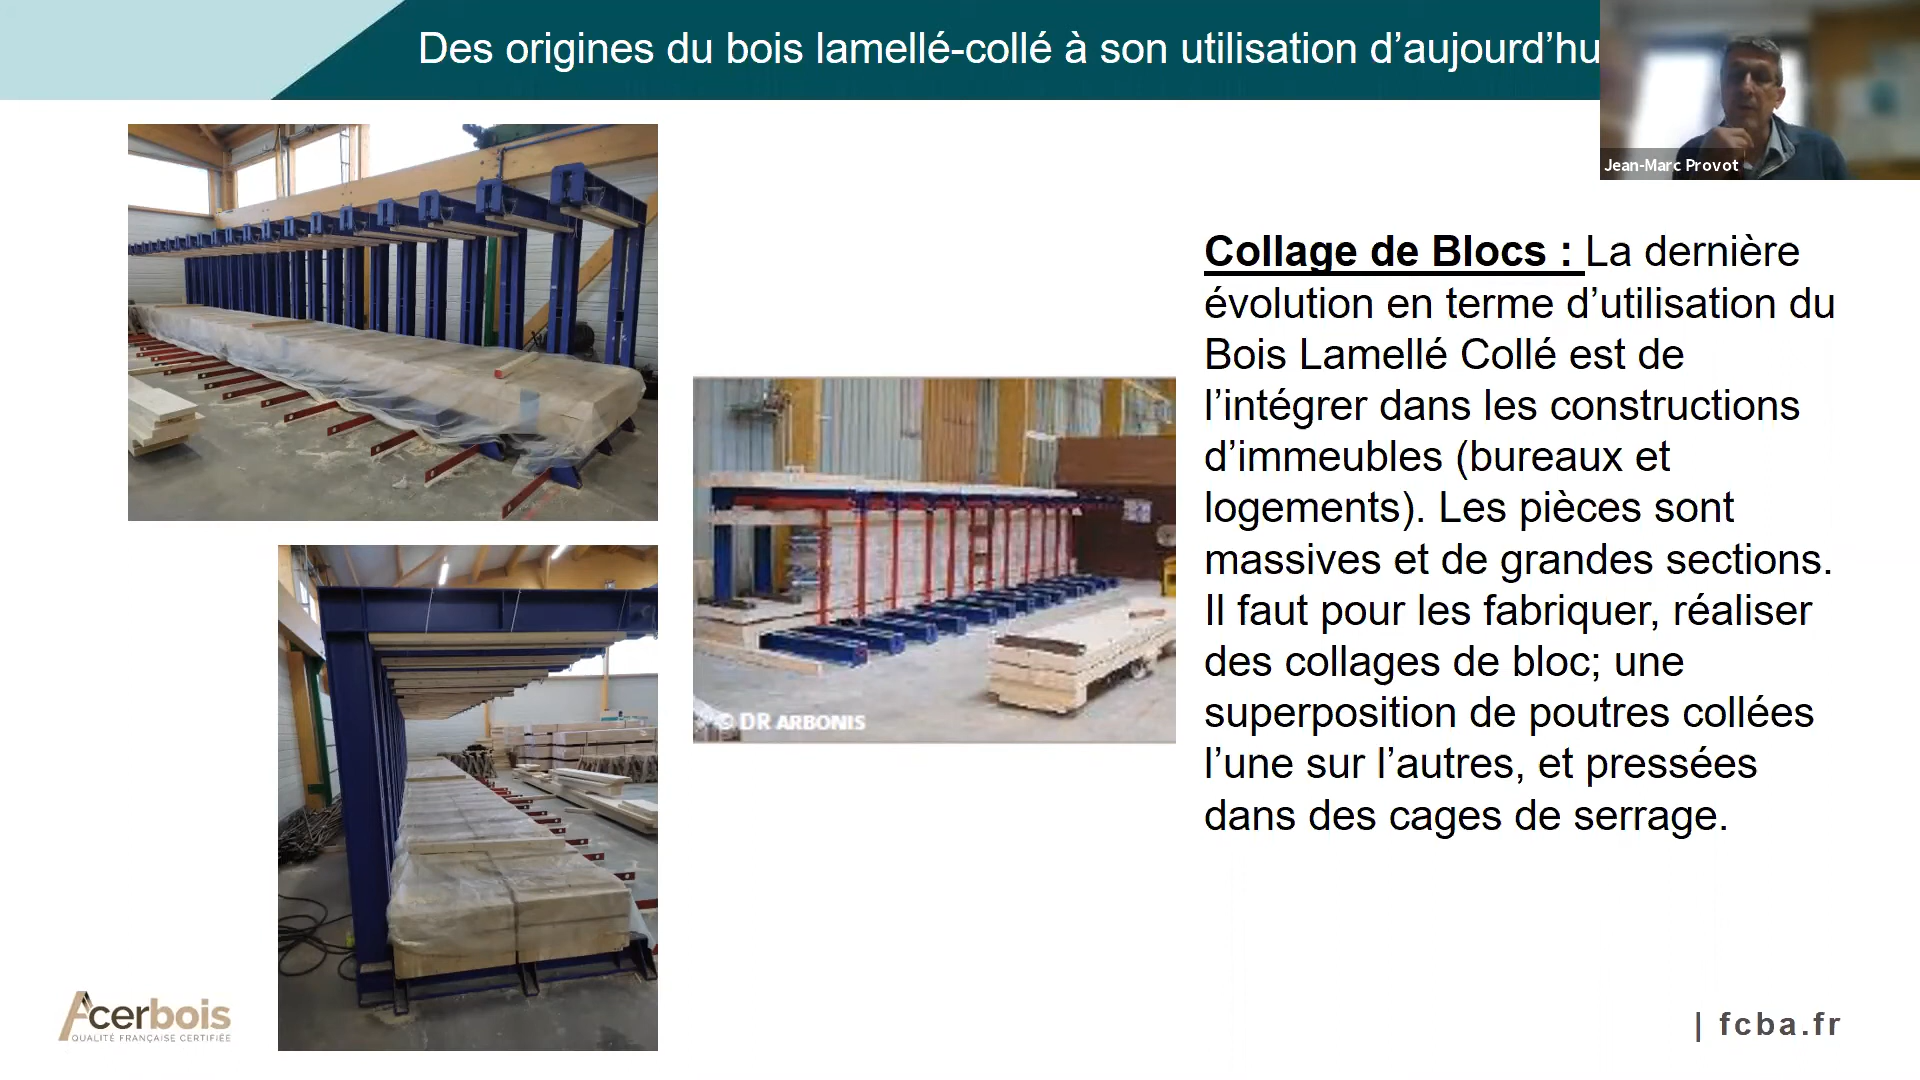 Des origines du bois lamellé-collé à son utilisation d’aujourd’hu
Jean-Marc Provot
Collage de Blocs : La dernière
évolution en terme d’utilisation du
Bois Lamellé Collé est de
l’intégrer dans les constructions
d’immeubles (bureaux et
logements). Les pièces sont
massives et de grandes sections.
Il faut pour les fabriquer, réaliser
des collages de bloc; une
superposition de poutres collées
l’une sur l’autres, et pressées
dans des cages de serrage.
© DR ARBONIS
Acerbois
QUALITÉ FRANÇAISE CERTIFIÉE
| fcba.fr